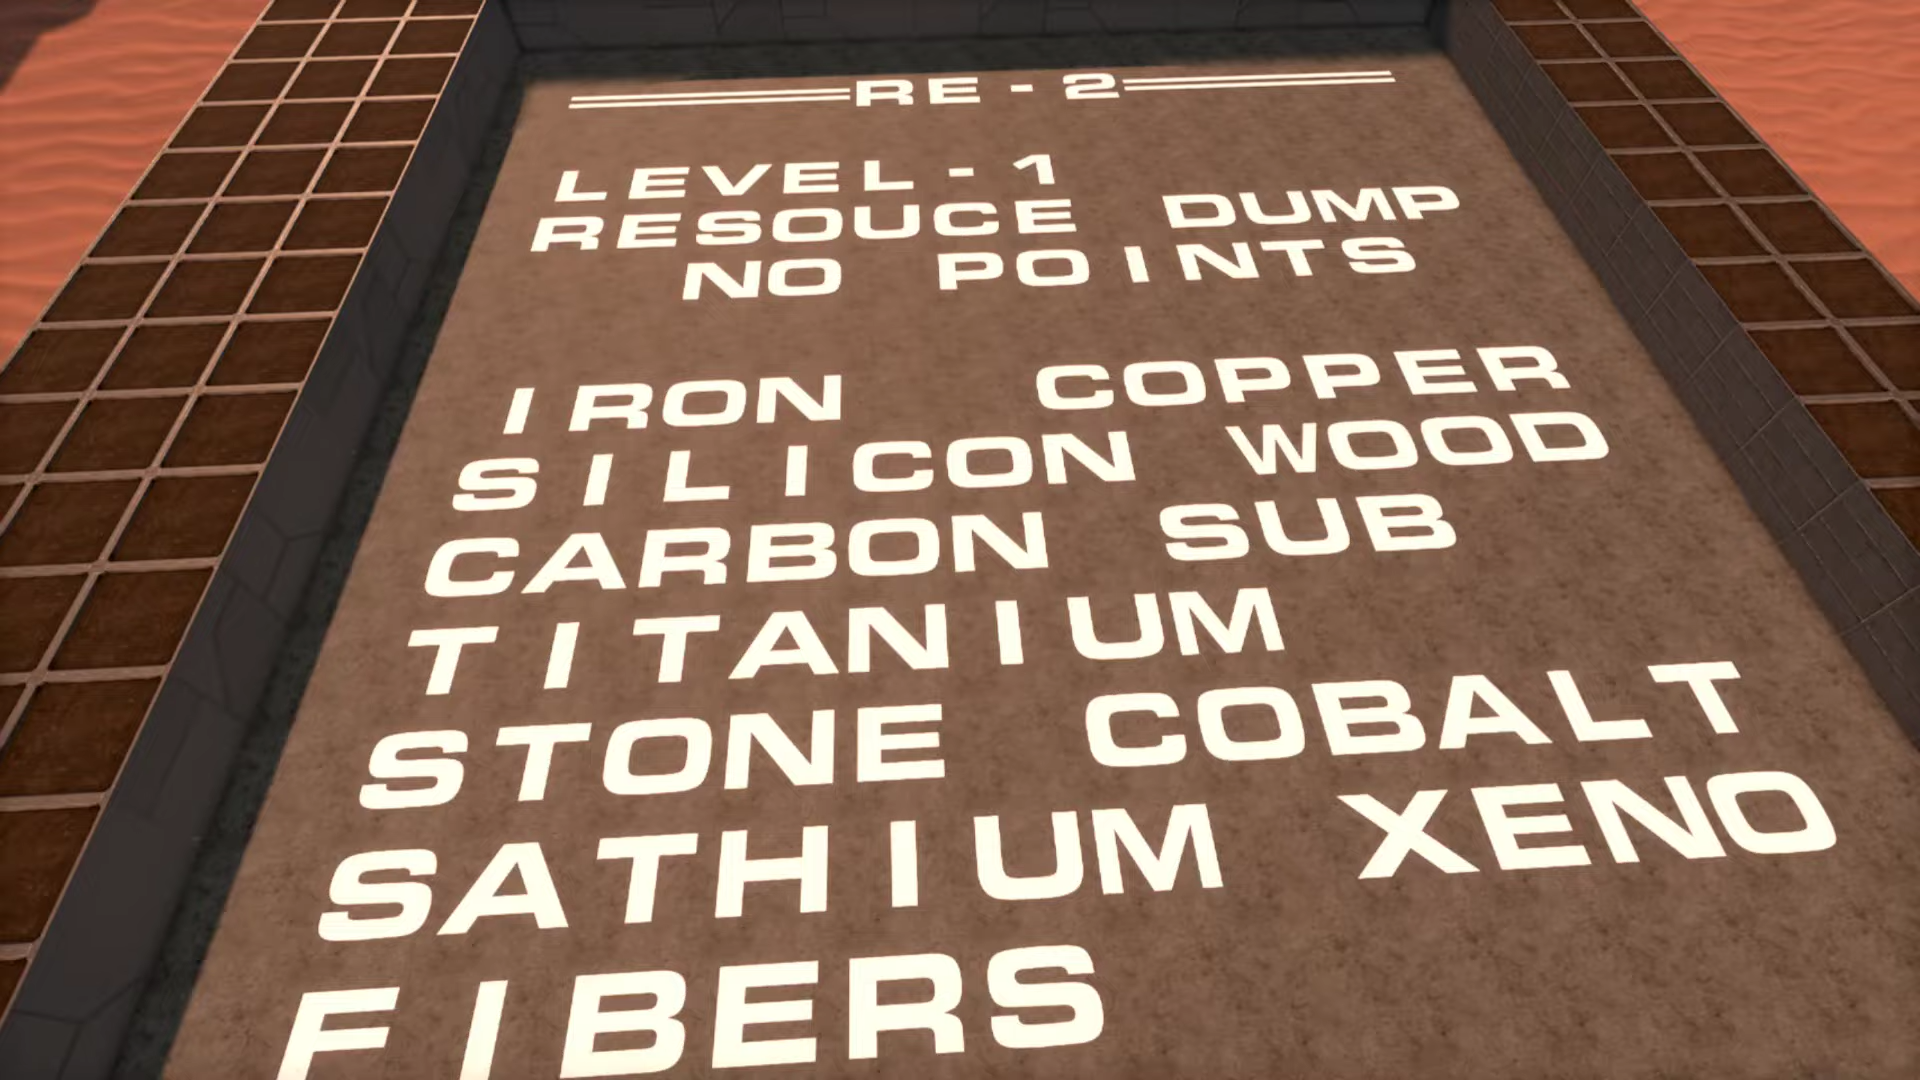 RE-2
LEVEL-1
RESOUCE DUMP
NO POINTS
IRON COPPER
SILICON WOOD
CARBON SUB
TITANIUM
STONE COBALT
SATHIUM XENO
FIBERS